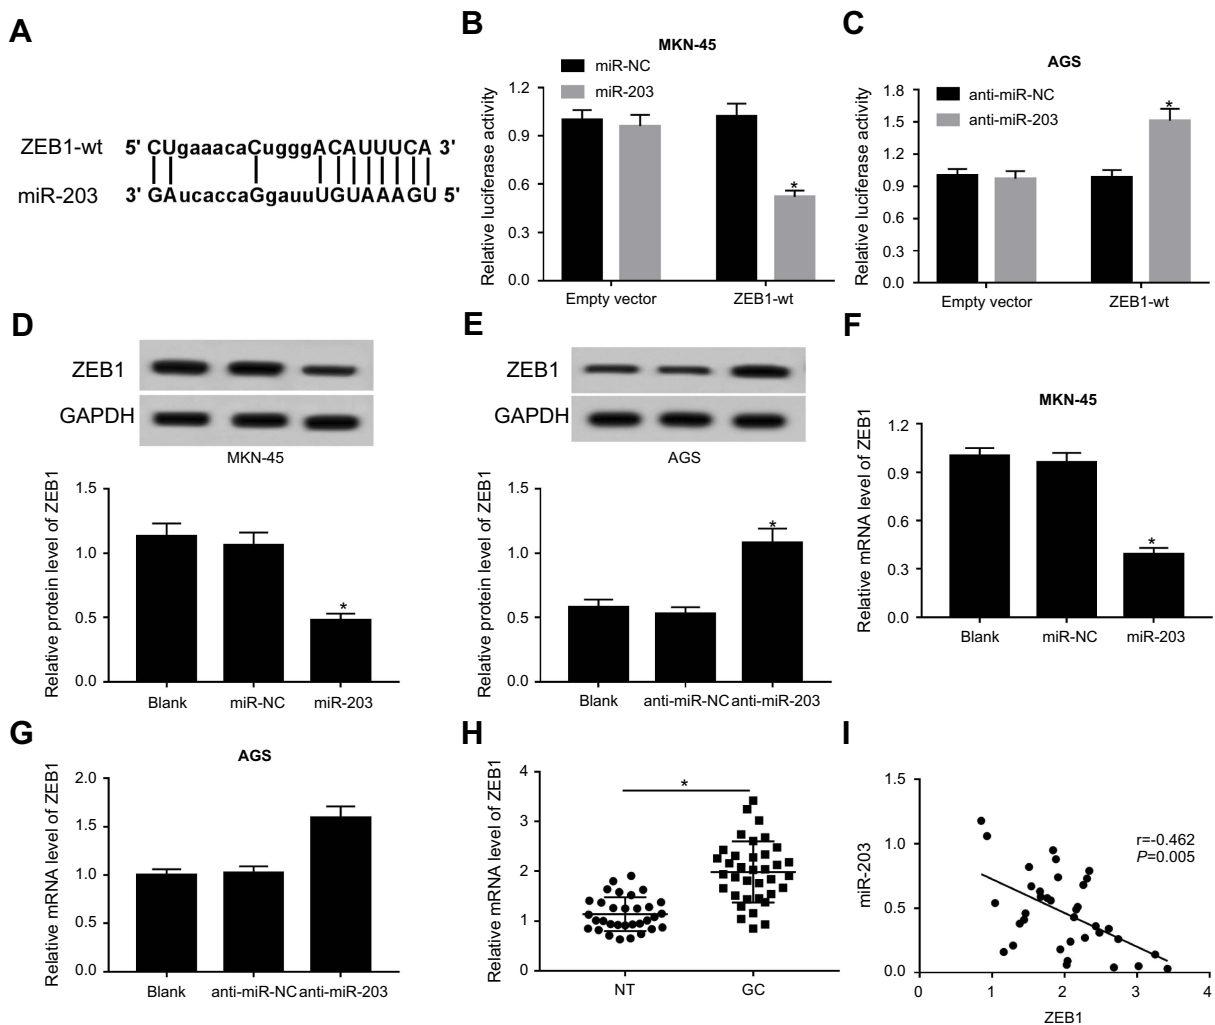 A
ZEB1-wt 5' CUgaaacaCugggACAUUUCA 3'
miR-203 3' GAucaccaGgauuUGUAAAGU 5'
B
MKN-45
miR-NC
miR-203
Relative luciferase activity
1.2
0.9
0.6
0.3
0.0
*
Empty vector ZEB1-wt
C
AGS
anti-miR-NC
anti-miR-203
Relative luciferase activity
1.8
1.5
1.2
0.9
0.6
0.3
0.0
*
Empty vector ZEB1-wt
D
ZEB1
GAPDH
MKN-45
Relative protein level of ZEB1
1.5
1.0
0.5
0.0
*
Blank miR-NC miR-203
E
ZEB1
GAPDH
AGS
Relative protein level of ZEB1
1.5
1.0
0.5
0.0
*
Blank anti-miR-NC anti-miR-203
F
MKN-45
Relative mRNA level of ZEB1
1.2
0.9
0.6
0.3
0.0
*
Blank miR-NC miR-203
G
AGS
Relative mRNA level of ZEB1
2.0
1.5
1.0
0.5
0.0
Blank anti-miR-NC anti-miR-203
H
Relative mRNA level of ZEB1
4
3
2
1
0
*
NT GC
I
miR-203
1.5
1.0
0.5
0.0
r=-0.462
P=0.005
0 1 2 3 4
ZEB1